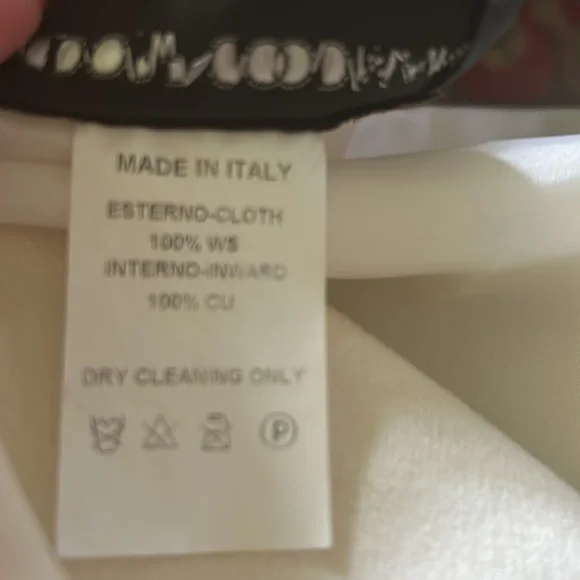 MADE IN ITALY
ESTERNO-CLOTH
100% WS
INTERNO-INWARD
100% CU
DRY CLEANING ONLY
P